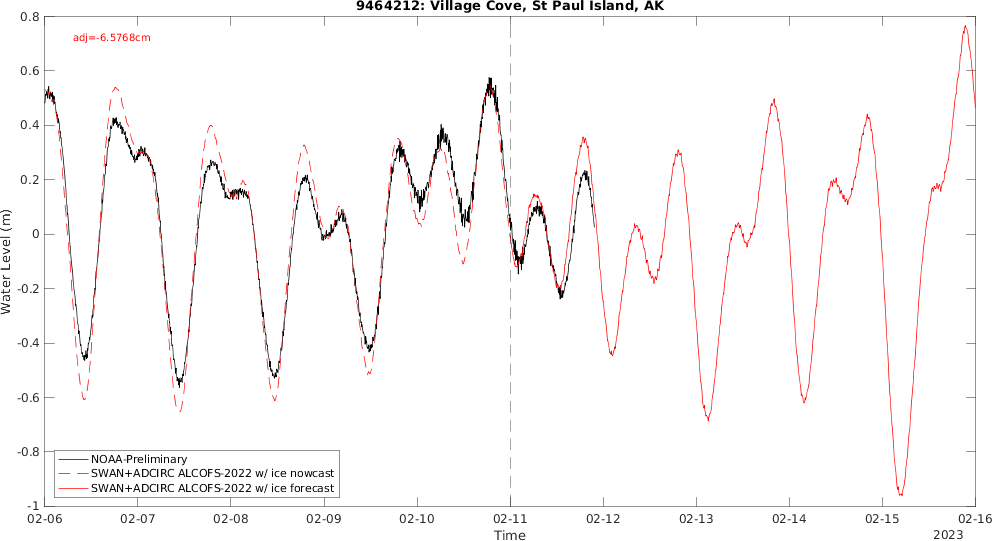 9464212: Village Cove, St Paul Island, AK
adj=-6.5768cm
0.8
0.6
0.4
0.2
0
-0.2
-0.4
-0.6
-0.8
-1
Water Level (m)
NOAA-Preliminary
SWAN+ADCIRC ALCOFS-2022 w/ ice nowcast
SWAN+ADCIRC ALCOFS-2022 w/ ice forecast
02-06 02-07 02-08 02-09 02-10 02-11 02-12 02-13 02-14 02-15 02-16
Time
2023